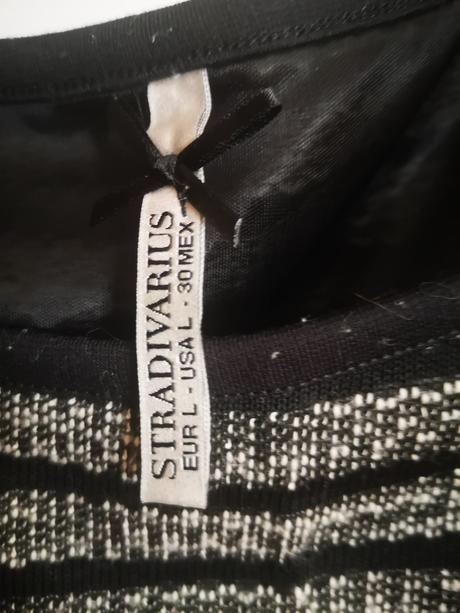 STRADIVARIUS
EUR L - USA L - 30 MEX